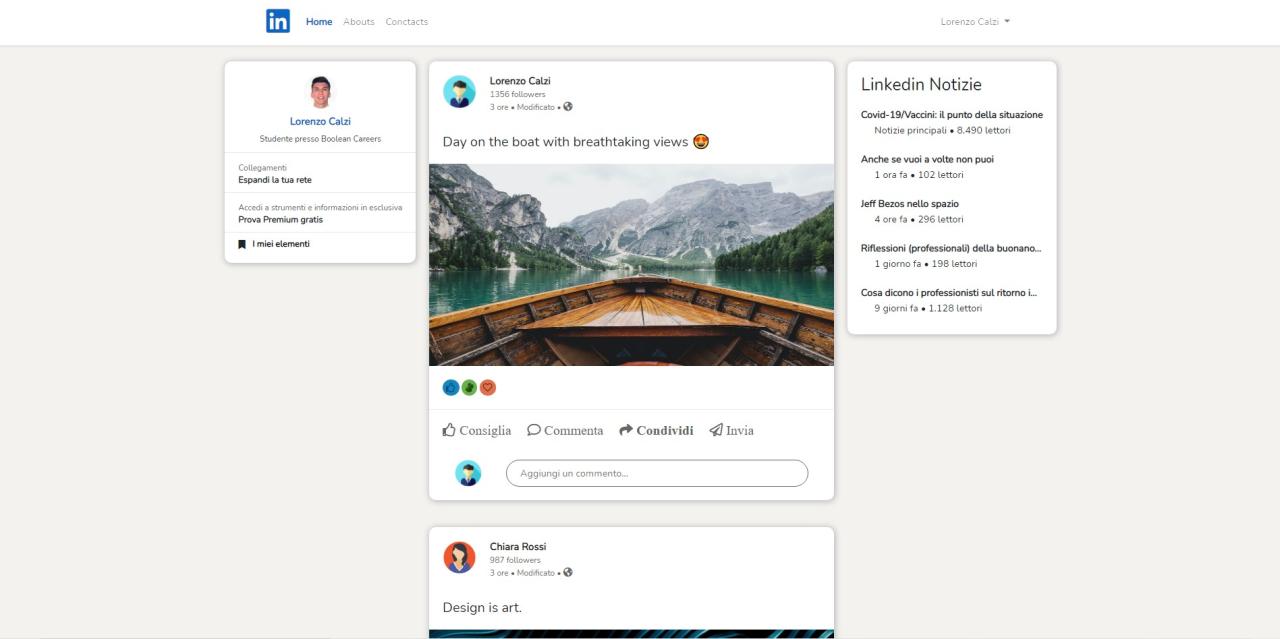 in
Home Abouts Conctacts
Lorenzo Calzi
Lorenzo Calzi
Studente presso Boolean Careers
Collegamenti
Espandi la tua rete
Accedi a strumenti e informazioni in esclusiva
Prova Premium gratis
I miei elementi
Lorenzo Calzi
1356 followers
3 ore • Modificato •
Day on the boat with breathtaking views 🤩
Consiglia Commenta Condividi Invia
Aggiungi un commento...
Chiara Rossi
987 followers
3 ore • Modificato •
Design is art.
Linkedin Notizie
Covid-19/Vaccini: il punto della situazione
Notizie principali • 8.490 lettori
Anche se vuoi a volte non puoi
1 ora fa • 102 lettori
Jeff Bezos nello spazio
4 ore fa • 296 lettori
Riflessioni (professionali) della buonano...
1 giorno fa • 198 lettori
Cosa dicono i professionisti sul ritorno i...
9 giorni fa • 1.128 lettori